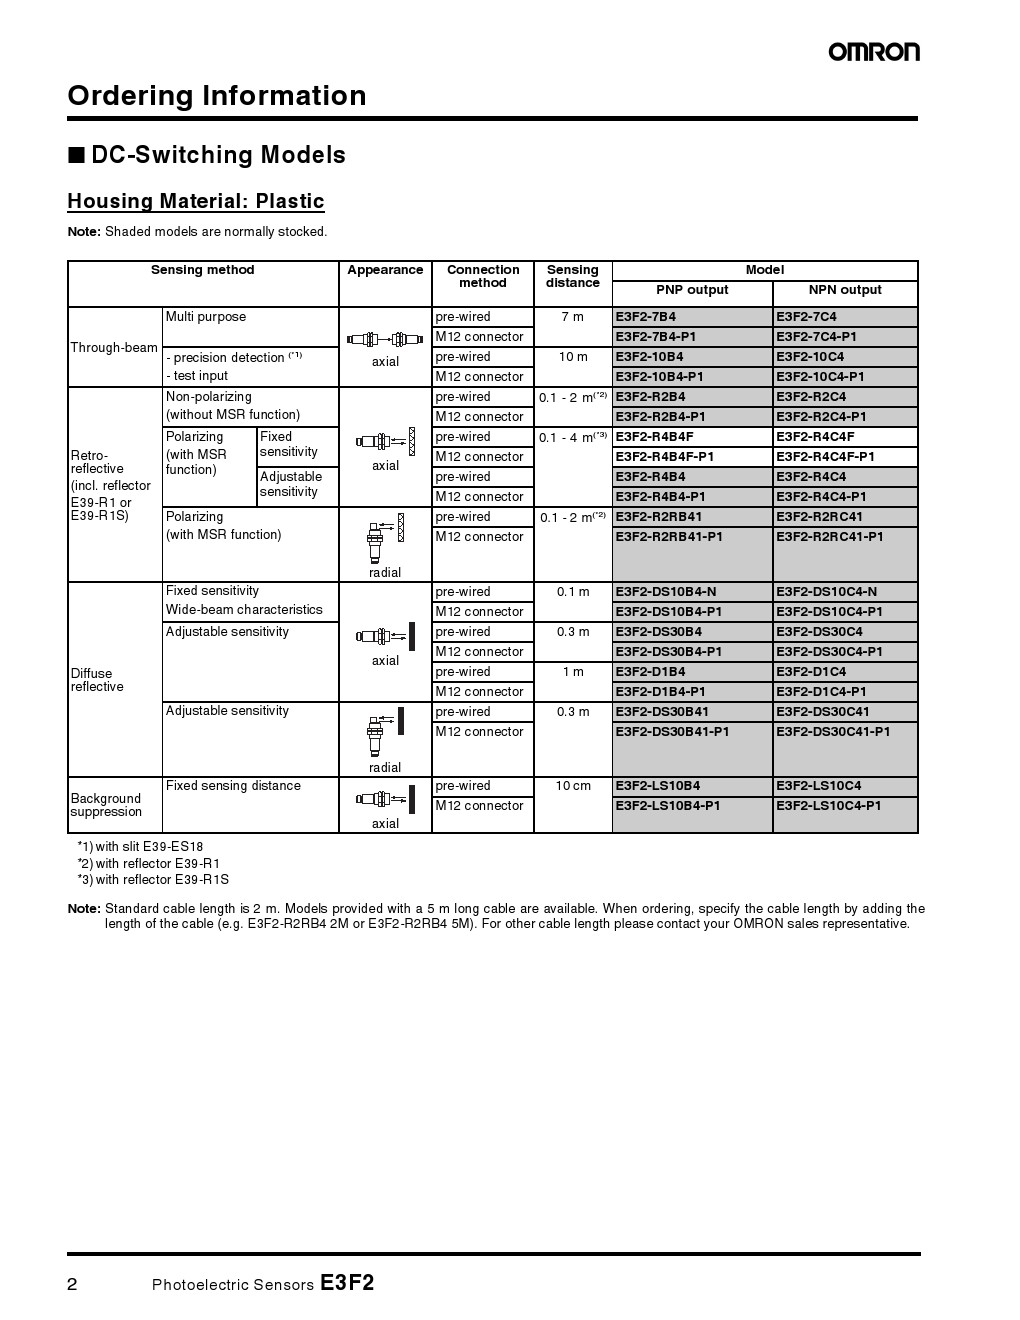 OMRON
Ordering Information
■ DC-Switching Models
Housing Material: Plastic
Note: Shaded models are normally stocked.
Sensing method Appearance Connection method Sensing distance Model
PNP output NPN output
Through-beam Multi purpose axial pre-wired 7 m E3F2-7B4 E3F2-7C4
M12 connector E3F2-7B4-P1 E3F2-7C4-P1
- precision detection (*1) pre-wired 10 m E3F2-10B4 E3F2-10C4
- test input M12 connector E3F2-10B4-P1 E3F2-10C4-P1
Retro-
reflective
(incl. reflector
E39-R1 or
E39-R1S)
Non-polarizing axial pre-wired 0.1 - 2 m(*2) E3F2-R2B4 E3F2-R2C4
(without MSR function) M12 connector E3F2-R2B4-P1 E3F2-R2C4-P1
Polarizing
(with MSR
function)
Fixed
sensitivity
pre-wired 0.1 - 4 m(*3) E3F2-R4B4F E3F2-R4C4F
M12 connector E3F2-R4B4F-P1 E3F2-R4C4F-P1
Adjustable
sensitivity
pre-wired E3F2-R4B4 E3F2-R4C4
M12 connector E3F2-R4B4-P1 E3F2-R4C4-P1
Polarizing pre-wired 0.1 - 2 m(*2) E3F2-R2RB41 E3F2-R2RC41
(with MSR function) M12 connector E3F2-R2RB41-P1 E3F2-R2RC41-P1
radial
Diffuse
reflective
Fixed sensitivity pre-wired 0.1 m E3F2-DS10B4-N E3F2-DS10C4-N
Wide-beam characteristics M12 connector E3F2-DS10B4-P1 E3F2-DS10C4-P1
Adjustable sensitivity axial pre-wired 0.3 m E3F2-DS30B4 E3F2-DS30C4
M12 connector E3F2-DS30B4-P1 E3F2-DS30C4-P1
pre-wired 1 m E3F2-D1B4 E3F2-D1C4
M12 connector E3F2-D1B4-P1 E3F2-D1C4-P1
Adjustable sensitivity pre-wired 0.3 m E3F2-DS30B41 E3F2-DS30C41
M12 connector E3F2-DS30B41-P1 E3F2-DS30C41-P1
radial
Background
suppression
Fixed sensing distance pre-wired 10 cm E3F2-LS10B4 E3F2-LS10C4
M12 connector E3F2-LS10B4-P1 E3F2-LS10C4-P1
axial
*1) with slit E39-ES18
*2) with reflector E39-R1
*3) with reflector E39-R1S
Note: Standard cable length is 2 m. Models provided with a 5 m long cable are available. When ordering, specify the cable length by adding the
length of the cable (e.g. E3F2-R2RB4 2M or E3F2-R2RB4 5M). For other cable length please contact your OMRON sales representative.
2 Photoelectric Sensors E3F2